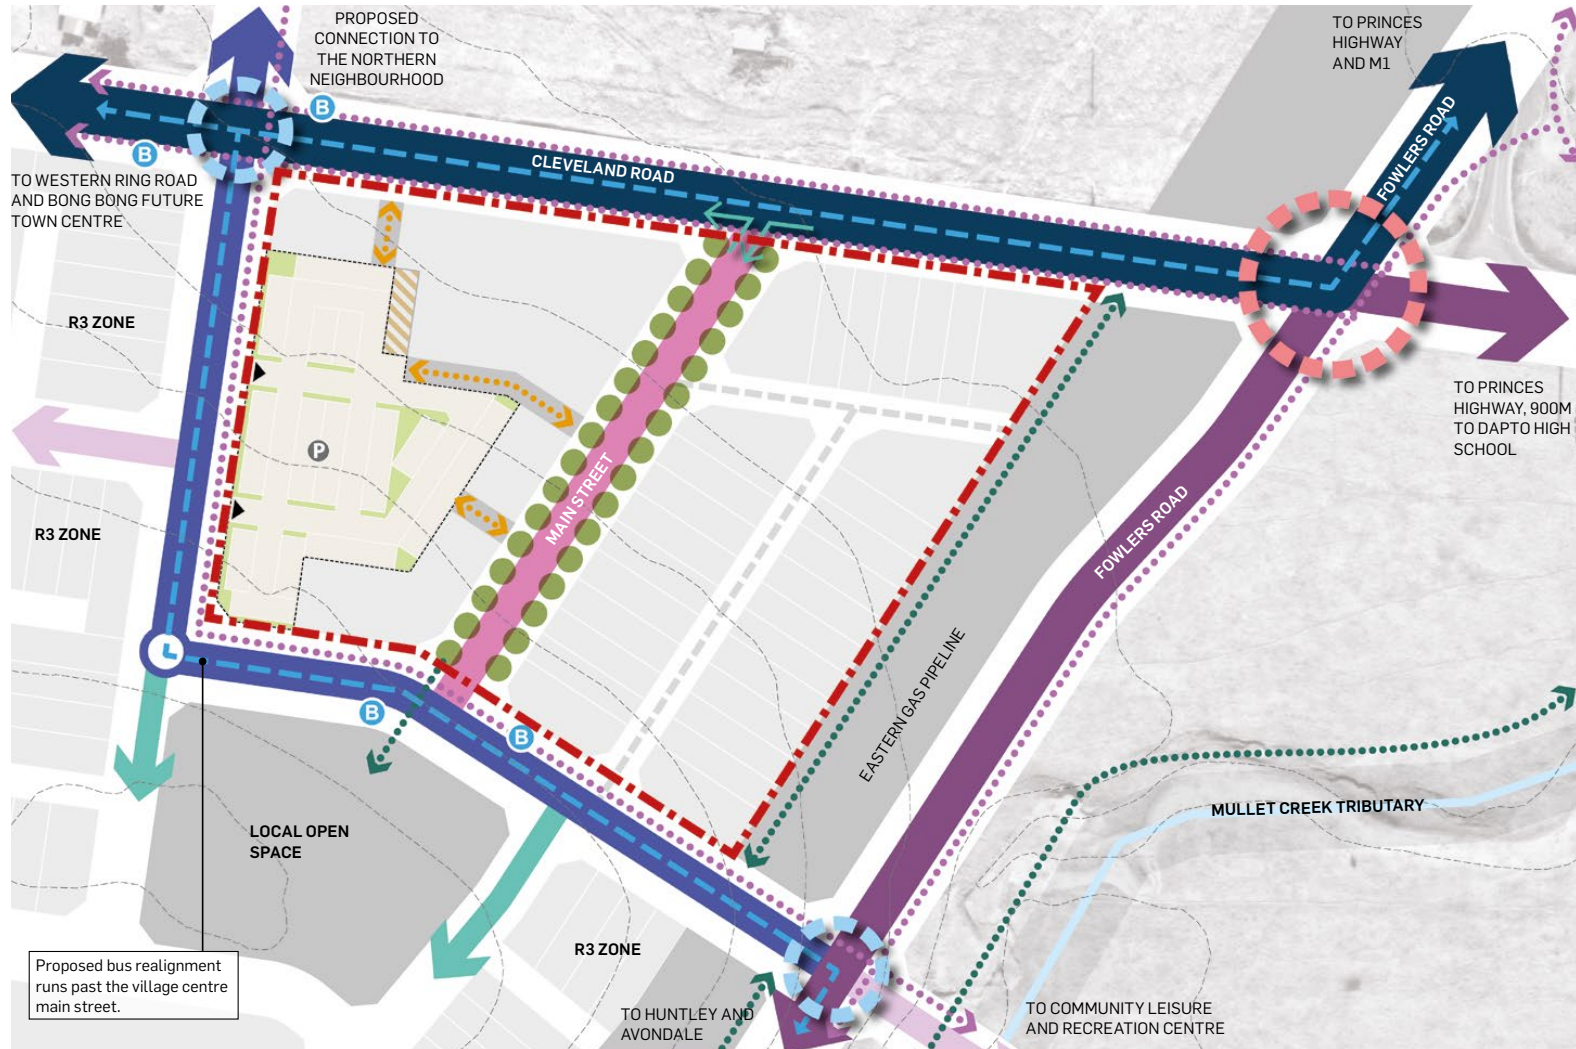 PROPOSED
CONNECTION TO
THE NORTHERN
NEIGHBOURHOOD
TO PRINCES
HIGHWAY
AND M1
B
B
CLEVELAND ROAD
FOWLERS ROAD
TO WESTERN RING ROAD
AND BONG BONG FUTURE
TOWN CENTRE
R3 ZONE
TO PRINCES
HIGHWAY, 900M
TO DAPTO HIGH
SCHOOL
P
MAIN STREET
R3 ZONE
FOWLERS ROAD
EASTERN GAS PIPELINE
B
B
MULLET CREEK TRIBUTARY
LOCAL OPEN
SPACE
R3 ZONE
Proposed bus realignment
runs past the village centre
main street.
TO HUNTLEY AND
AVONDALE
TO COMMUNITY LEISURE
AND RECREATION CENTRE